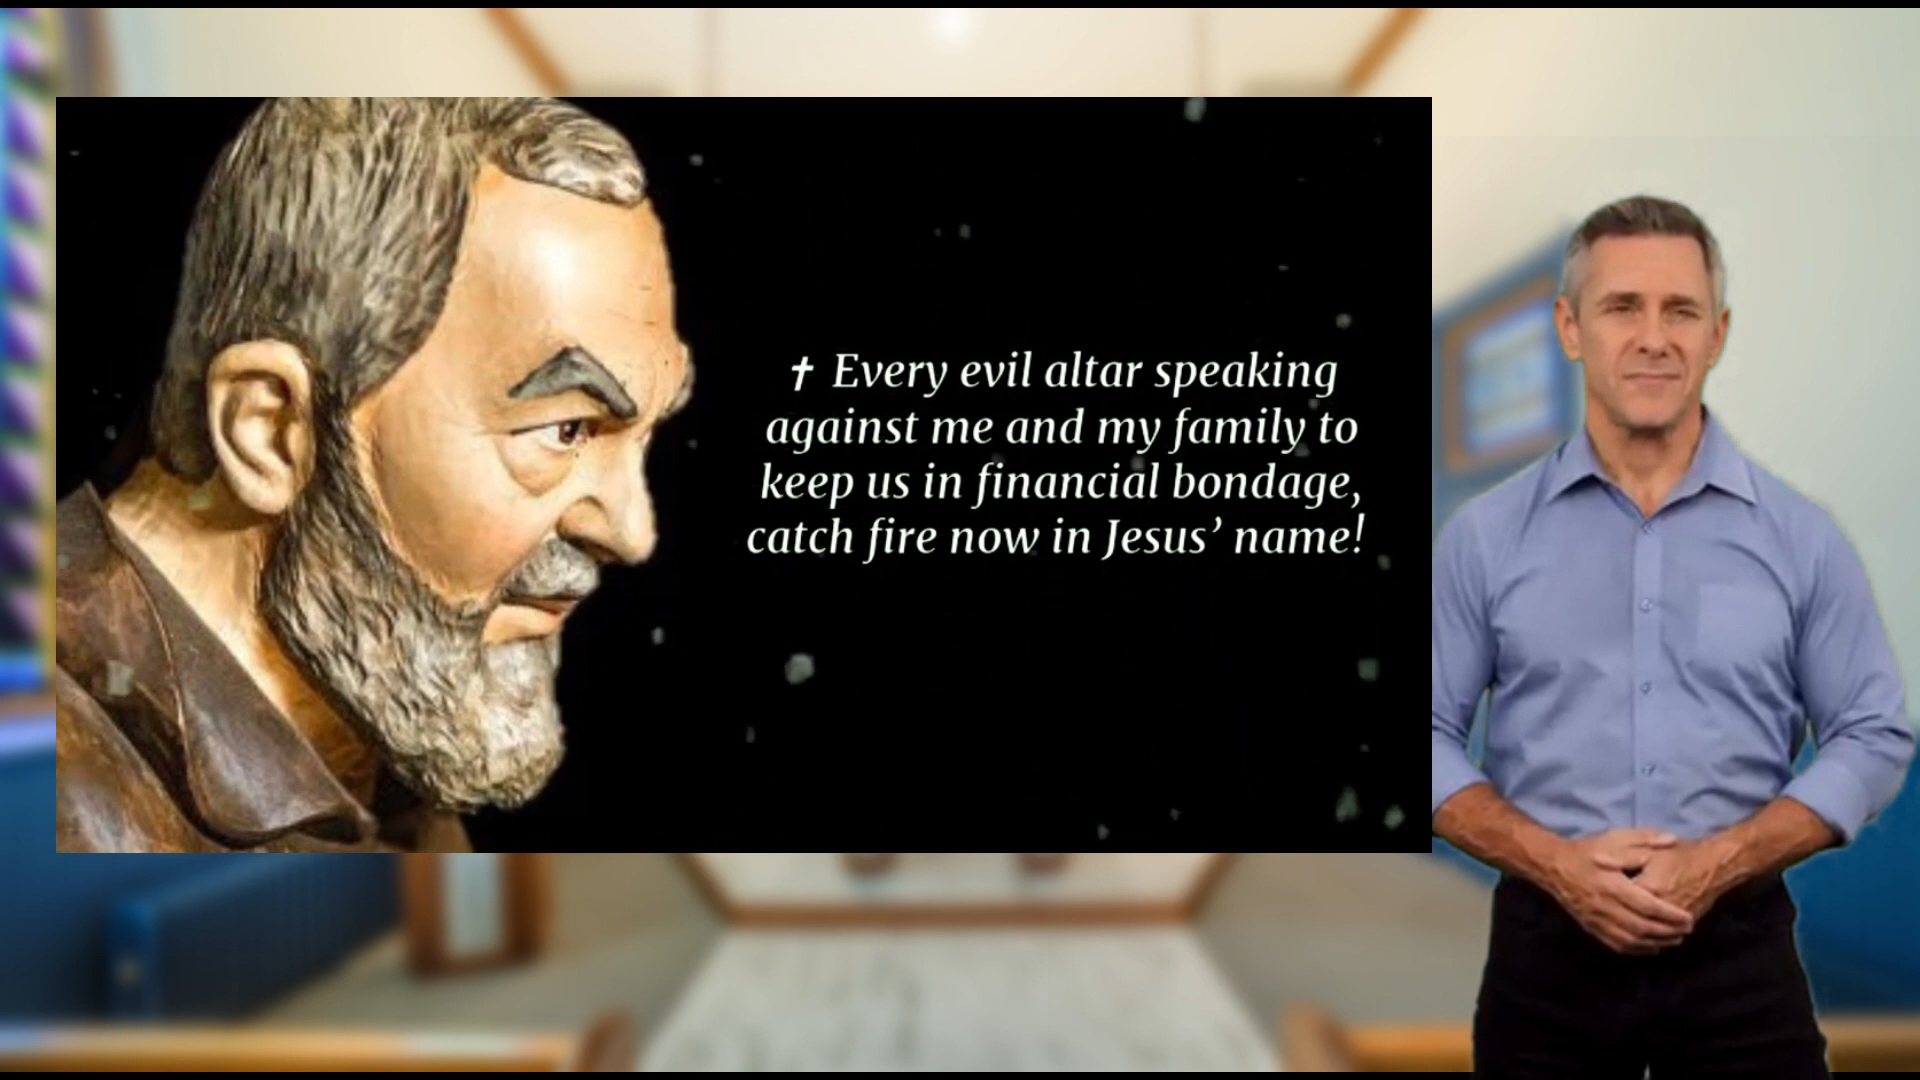 ✝ Every evil altar speaking
against me and my family to
keep us in financial bondage,
catch fire now in Jesus’ name!